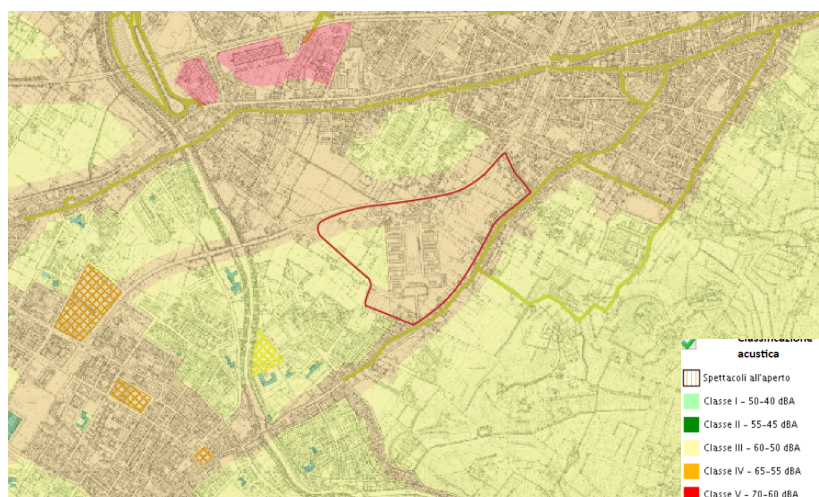 Classificazione
acustica
Spettacoli all'aperto
Classe I - 50-40 dBA
Classe II - 55-45 dBA
Classe III - 60-50 dBA
Classe IV - 65-55 dBA
Classe V - 70-60 dBA